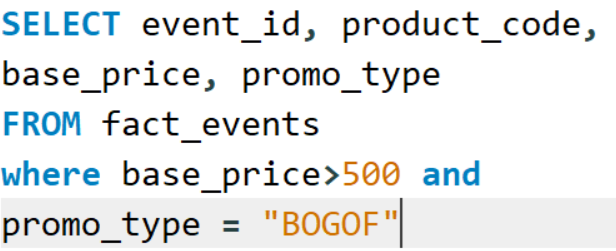 SELECT event_id, product_code,
base_price, promo_type
FROM fact_events
where base_price>500 and
promo_type = "BOGOF"